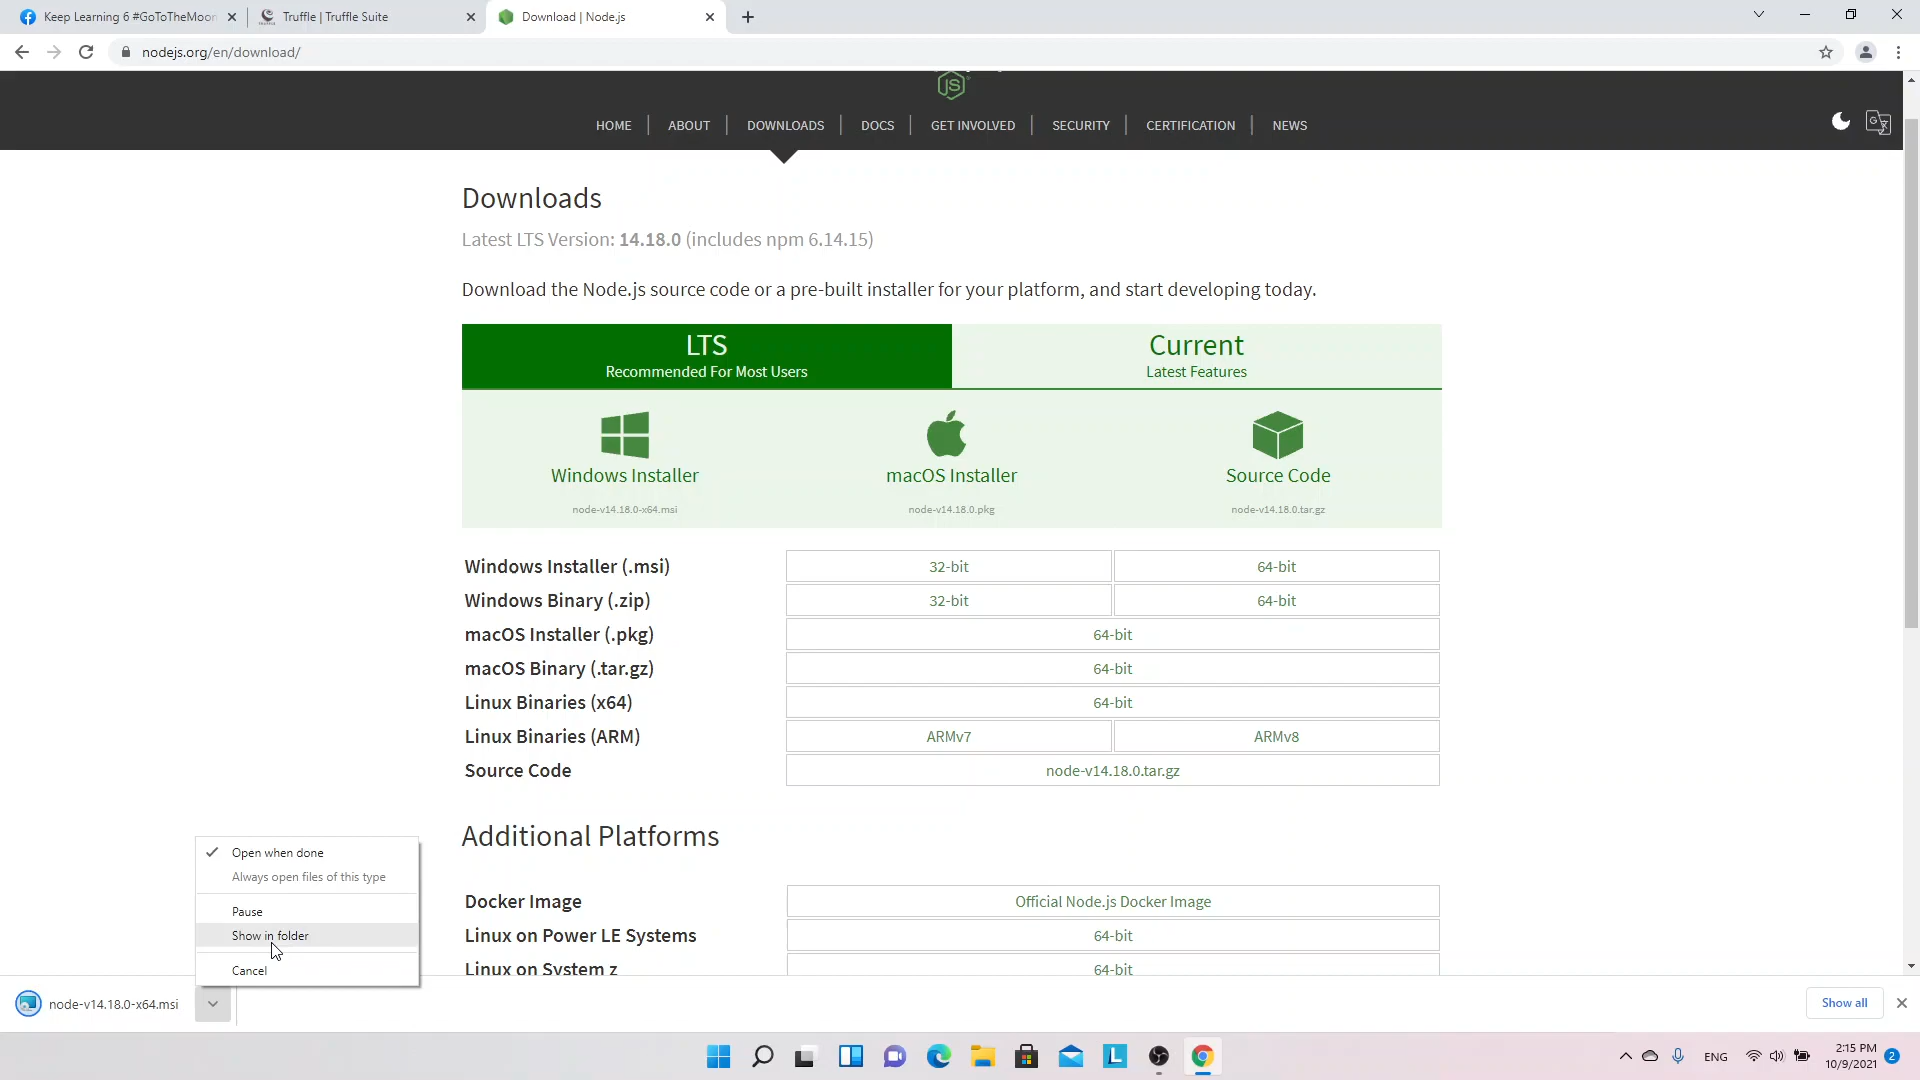 Keep Learning 6 #GoToTheMoon
Truffle | Truffle Suite
Download | Node.js
nodejs.org/en/download/
JS
HOME
ABOUT
DOWNLOADS
DOCS
GET INVOLVED
SECURITY
CERTIFICATION
NEWS
Downloads
Latest LTS Version: 14.18.0 (includes npm 6.14.15)
Download the Node.js source code or a pre-built installer for your platform, and start developing today.
LTS
Recommended For Most Users
Current
Latest Features
Windows Installer
node-v14.18.0-x64.msi
macOS Installer
node-v14.18.0.pkg
Source Code
node-v14.18.0.tar.gz
Windows Installer (.msi)
32-bit
64-bit
Windows Binary (.zip)
32-bit
64-bit
macOS Installer (.pkg)
64-bit
macOS Binary (.tar.gz)
64-bit
Linux Binaries (x64)
64-bit
Linux Binaries (ARM)
ARMv7
ARMv8
Source Code
node-v14.18.0.tar.gz
Additional Platforms
Docker Image
Official Node.js Docker Image
Linux on Power LE Systems
64-bit
Linux on System z
64-bit
Open when done
Always open files of this type
Pause
Show in folder
Cancel
node-v14.18.0-x64.msi
Show all
ENG
2:15 PM
10/9/2021
2